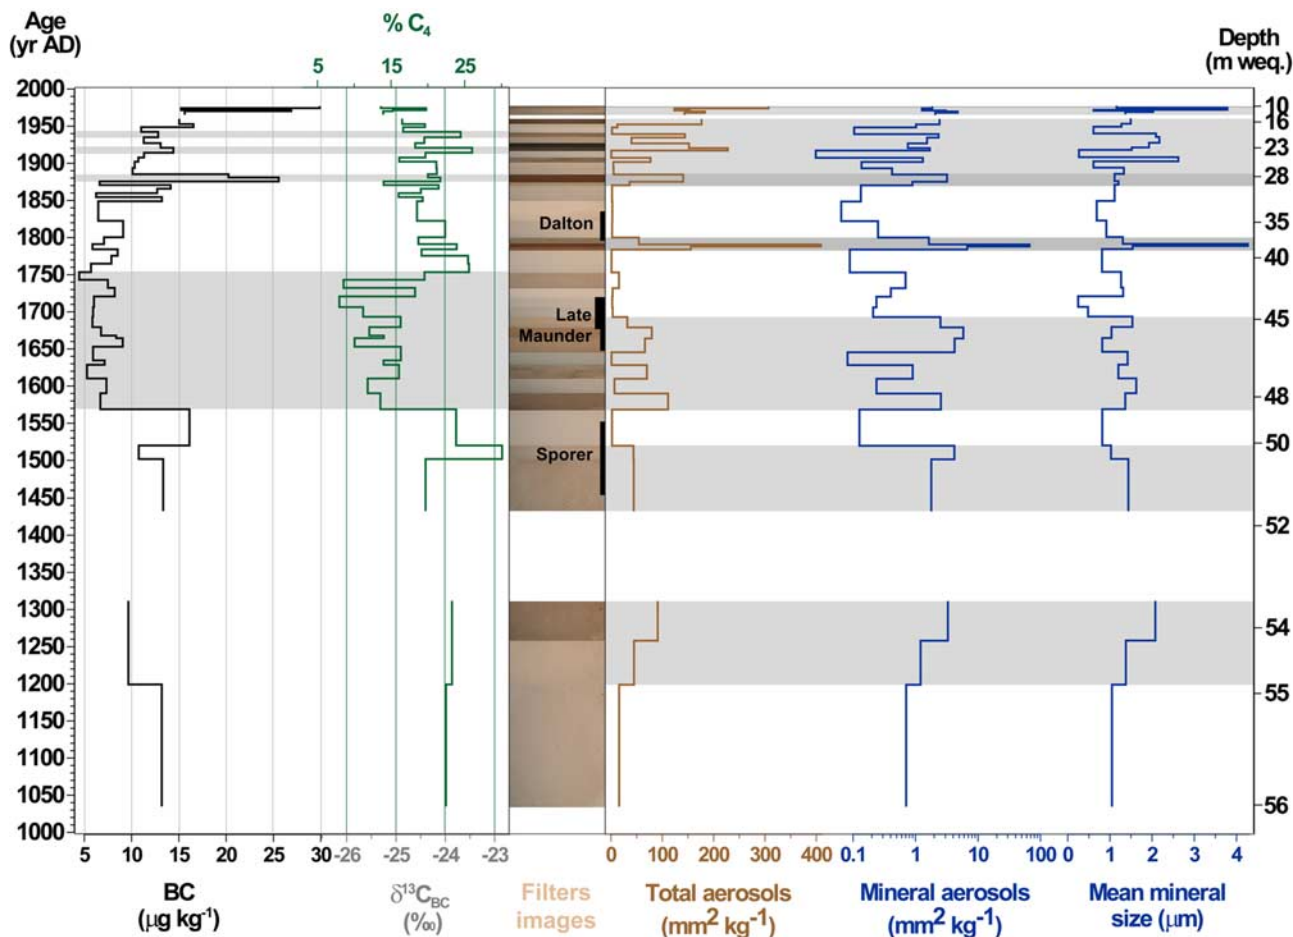 Age
(yr AD)
% C4
5 15 25
Depth
(m weq.)
2000
1950
1900
1850
1800
1750
1700
1650
1600
1550
1500
1450
1400
1350
1300
1250
1200
1150
1100
1050
1000
Dalton
Late
Maunder
Sporer
10
16
23
28
35
40
45
48
50
52
54
55
56
5 10 15 20 25 30
-26 -25 -24 -23
0 100 200 300 400
0.1 1 10 100
0 1 2 3 4
BC
(μg kg-1)
δ13CBC
(‰)
Filters
images
Total aerosols
(mm2 kg-1)
Mineral aerosols
(mm2 kg-1)
Mean mineral
size (μm)